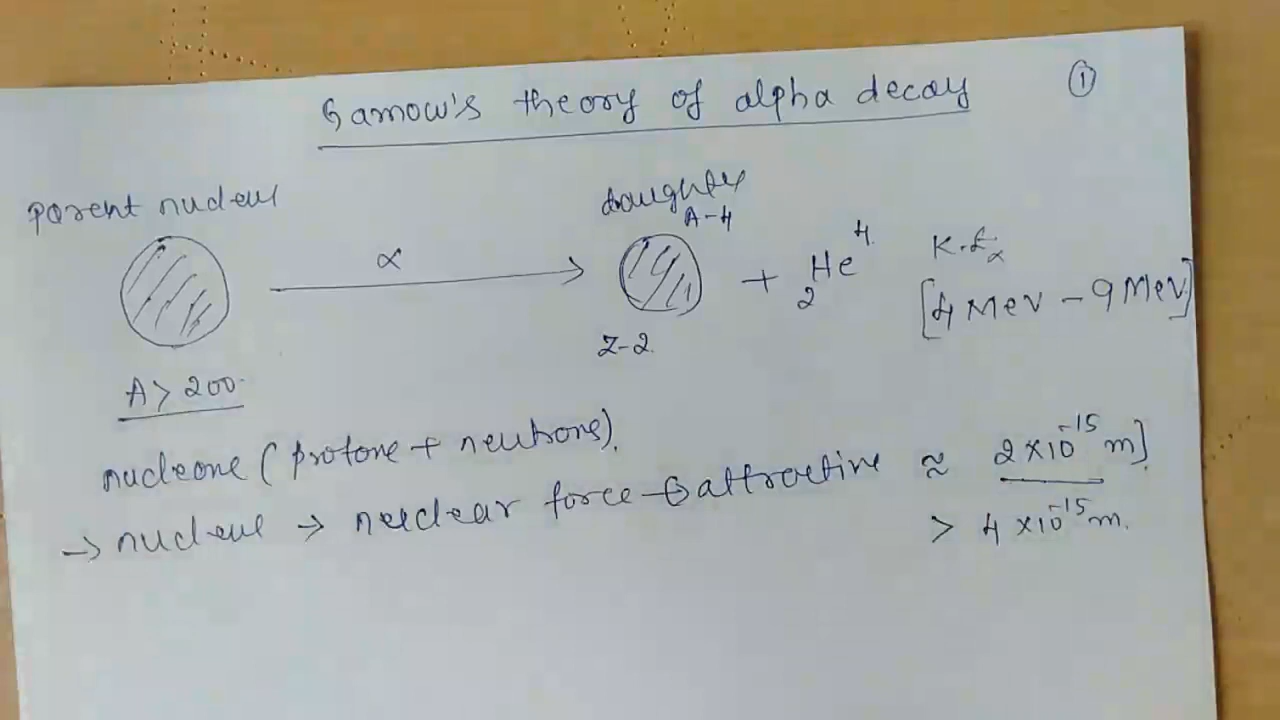 Gamow's theory of alpha decay ①
parent nucleus
daughter
A-4
α
+ ₂He⁴
K.Eα
[4 Mev - 9 Mev]
Z-2
A > 200
nucleons (protons + neutrons).
→ nucleus → nuclear force - attractive ≈ 2×10⁻¹⁵ m]
> 4×10⁻¹⁵ m.